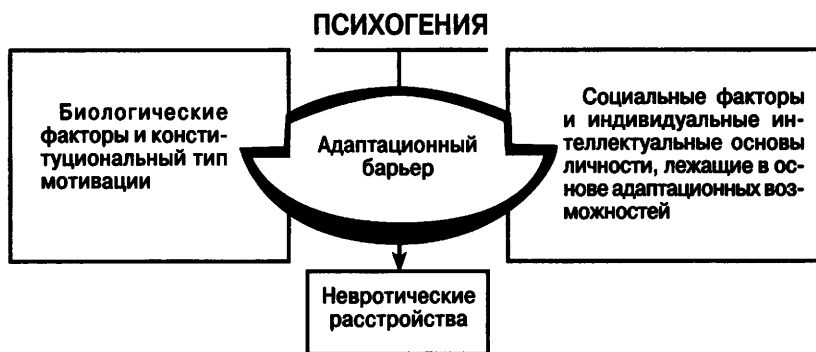 ПСИХОГЕНИЯ
Биологические
факторы и консти-
туциональный тип
мотивации
Адаптационный
барьер
Социальные факторы
и индивидуальные ин-
теллектуальные основы
личности, лежащие в ос-
нове адаптационных воз-
можностей
Невротические
расстройства